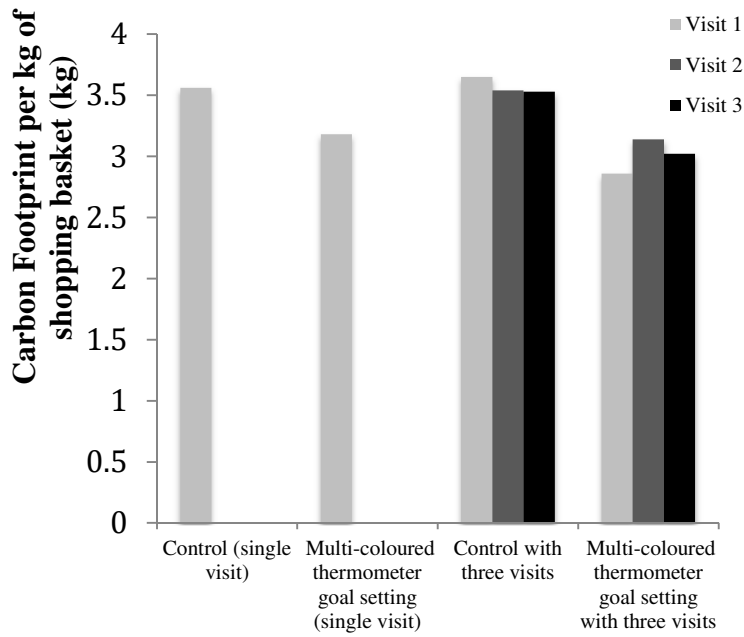 Carbon Footprint per kg of
shopping basket (kg)
4
3.5
3
2.5
2
1.5
1
0.5
0
Visit 1
Visit 2
Visit 3
Control (single
visit)
Multi-coloured
thermometer
goal setting
(single visit)
Control with
three visits
Multi-coloured
thermometer
goal setting
with three visits